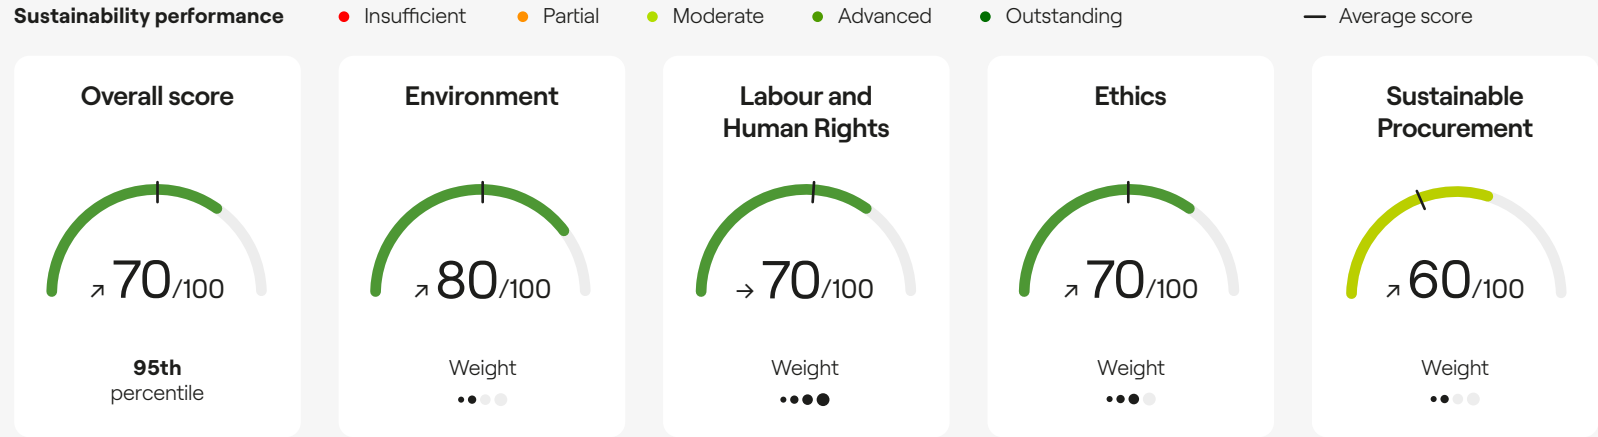 Sustainability performance
Insufficient
Partial
Moderate
Advanced
Outstanding
Average score
Overall score
70/100
95th
percentile
Environment
80/100
Weight
Labour and
Human Rights
70/100
Weight
Ethics
70/100
Weight
Sustainable
Procurement
60/100
Weight